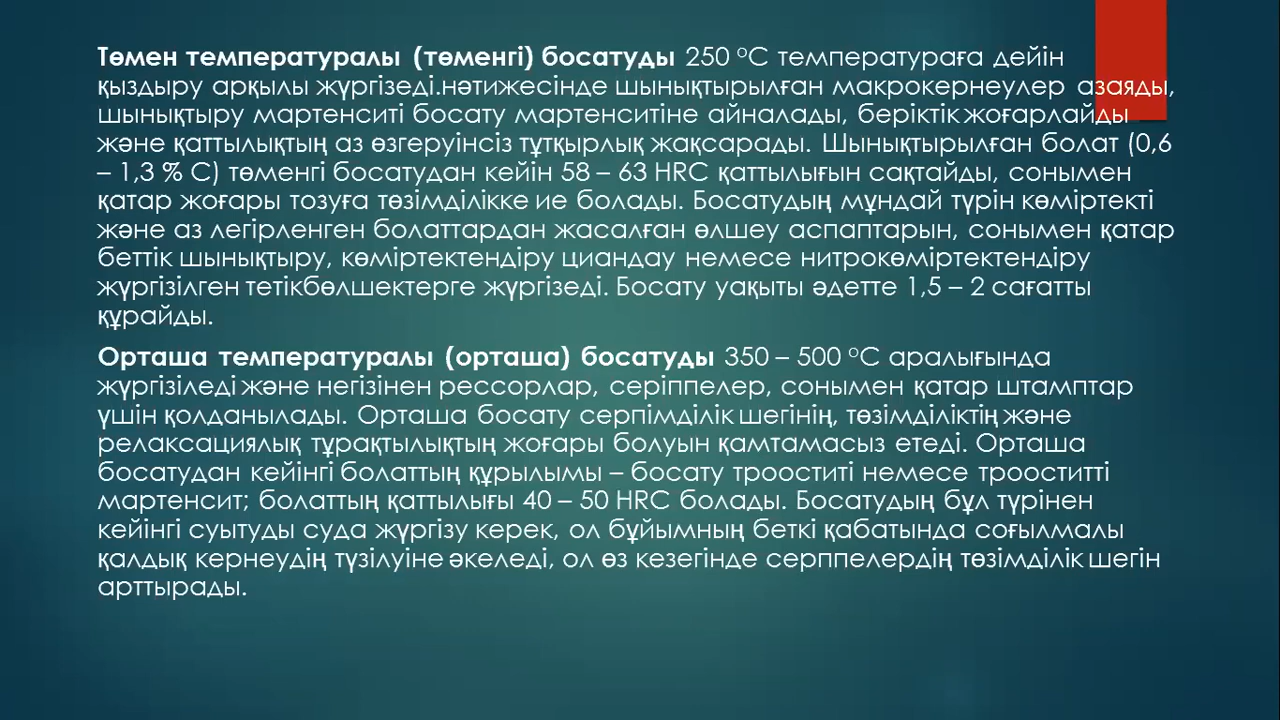 Төмен температуралы (төменгі) босатуды 250 °С температураға дейін
қыздыру арқылы жүргізеді.нәтижесінде шынықтырылған макрокернеулер азаяды,
шынықтыру мартенситі босату мартенситіне айналады, беріктік жоғарлайды
және қаттылықтың аз өзгеруінсіз тұтқырлық жақсарады. Шынықтырылған болат (0,6
– 1,3 % С) төменгі босатудан кейін 58 – 63 HRC қаттылығын сақтайды, сонымен
қатар жоғары тозуға төзімділікке ие болады. Босатудың мұндай түрін көміртекті
және аз легірленген болаттардан жасалған өлшеу аспаптарын, сонымен қатар
беттік шынықтыру, көміртектендіру циандау немесе нитрокөміртектендіру
жүргізілген тетікбөлшектерге жүргізеді. Босату уақыты әдетте 1,5 – 2 сағатты
құрайды.
Орташа температуралы (орташа) босатуды 350 – 500 °С аралығында
жүргізіледі және негізінен рессорлар, серіппелер, сонымен қатар штамптар
үшін қолданылады. Орташа босату серпімділік шегінің, төзімділіктің және
релаксациялық тұрақтылықтың жоғары болуын қамтамасыз етеді. Орташа
босатудан кейінгі болаттың құрылымы – босату трооститі немесе трооститті
мартенсит; болаттың қаттылығы 40 – 50 HRC болады. Босатудың бұл түрінен
кейінгі суытуды суда жүргізу керек, ол бұйымның беткі қабатында соғылмалы
қалдық кернеудің түзілуіне әкеледі, ол өз кезегінде серппелердің төзімділік шегін
арттырады.